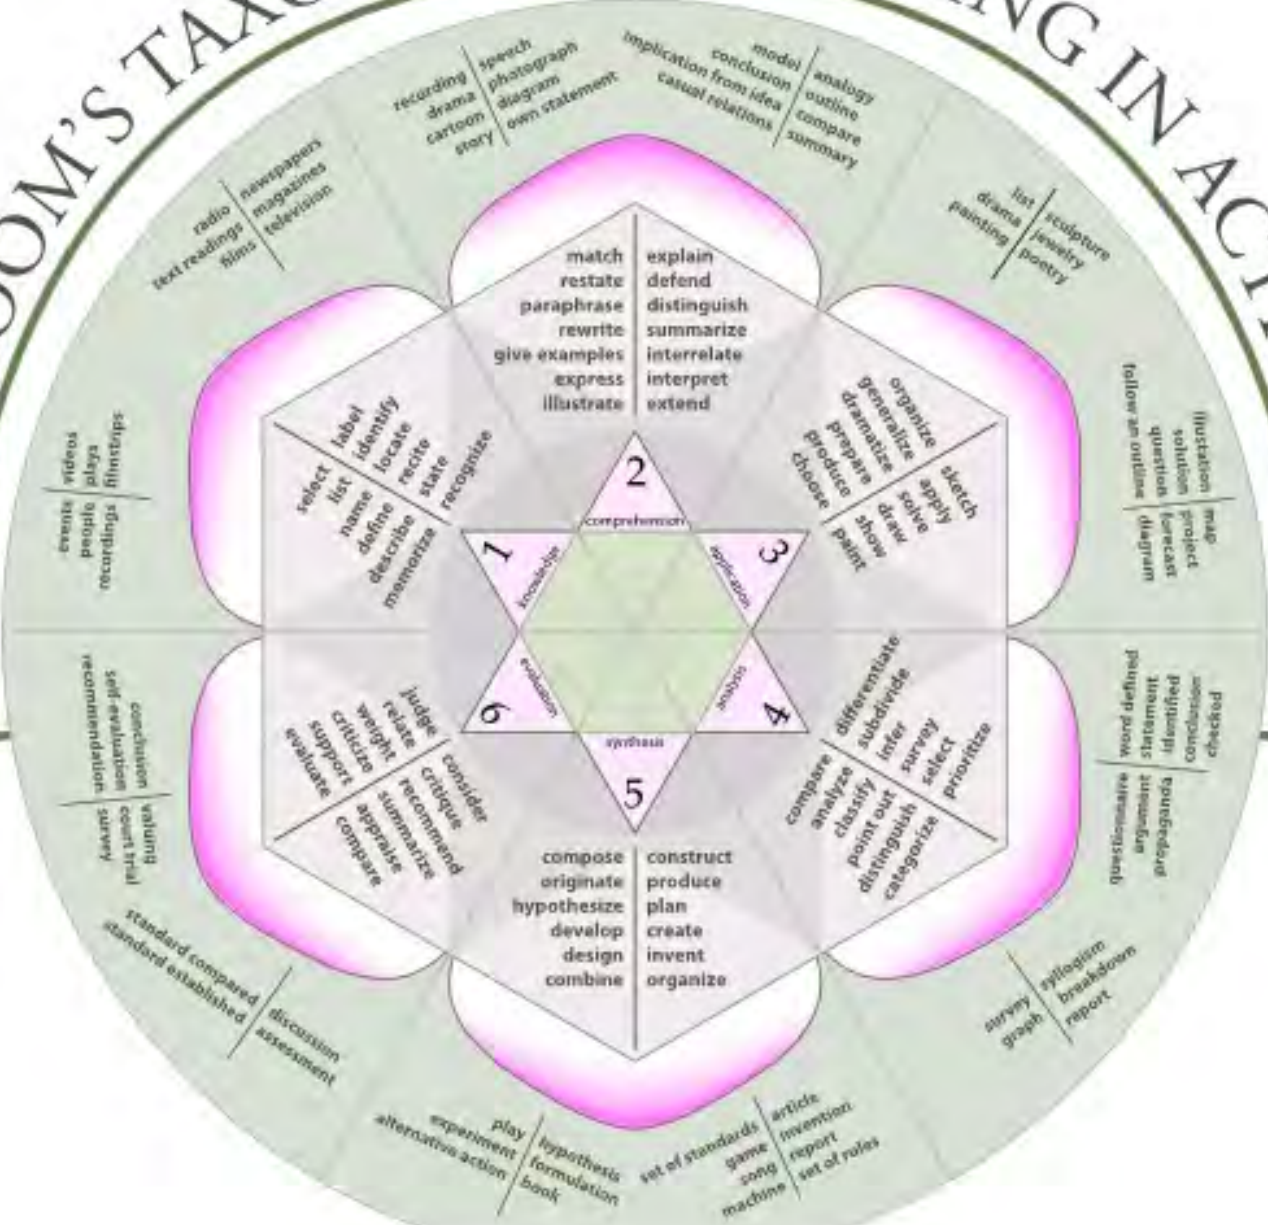 OOM'S TAXO
ING IN ACTI
recording
drama
cartoon
story
speech
photograph
diagram
own statement
model
conclusion
implication from idea
casual relations
analogy
outline
compare
summary
radio
text readings
films
newspapers
magazines
television
list
drama
painting
sculpture
jewelry
poetry
videos
plays
filmstrips
events
people
recordings
illustation
solution
question
follow an outline
map
project
forecast
diagram
match
restate
paraphrase
rewrite
give examples
express
illustrate
explain
defend
distinguish
summarize
interrelate
interpret
extend
label
identify
locate
recite
state
recognize
select
list
name
define
describe
memorize
organize
generalize
dramatize
prepare
produce
choose
sketch
apply
solve
draw
show
paint
1
knowledge
2
comprehension
3
application
4
analysis
5
synthesis
6
evaluation
judge
relate
weight
criticize
support
evaluate
consider
critique
recommend
summarize
appraise
compare
differentiate
subdivide
infer
survey
select
prioritize
compare
analyze
classify
point out
distinguish
categorize
compose
originate
hypothesize
develop
design
combine
construct
produce
plan
create
invent
organize
conclusion
self-evaluation
recommendation
valuing
court trial
survey
word defined
statement
identified
conclusion
checked
questionnaire
argument
propaganda
standard compared
standard established
discussion
assessment
survey
graph
syllogism
breakdown
report
play
experiment
alternative action
hypothesis
formulation
book
set of standards
game
song
machine
article
invention
report
set of rules